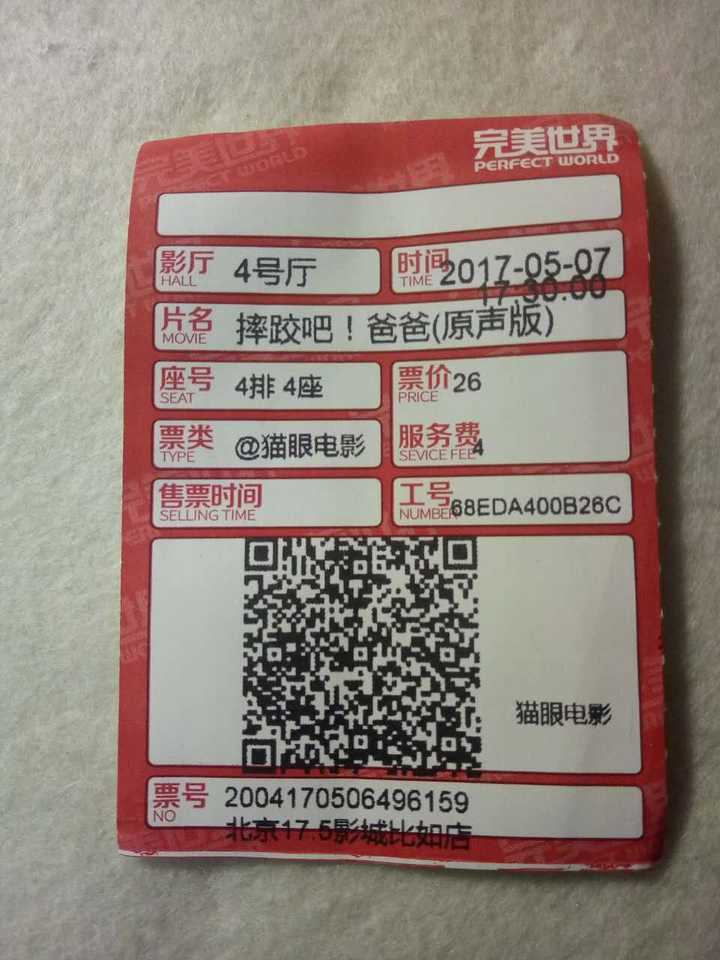 完美世界
PERFECT WORLD
影厅 4号厅
HALL
时间 2017-05-07
TIME 17:30:00
片名 摔跤吧！爸爸(原声版)
MOVIE
座号 4排 4座
SEAT
票价 26
PRICE
票类 @猫眼电影
TYPE
服务费 4
SEVICE FEE
售票时间
SELLING TIME
工号 68EDA400B26C
NUMBER
猫眼电影
票号 2004170506496159
NO
北京17.5影城比如店